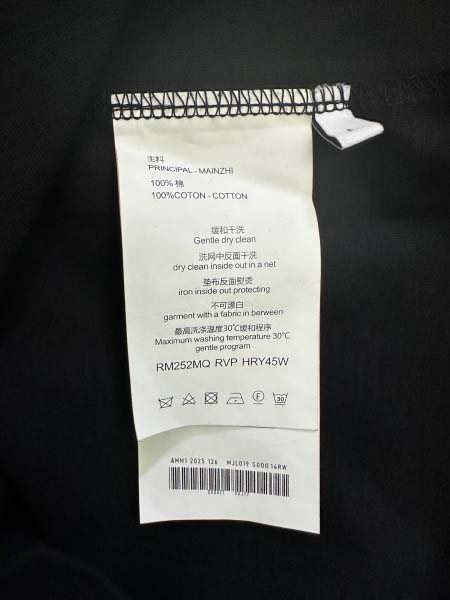 主料
PRINCIPAL - MAINZHI
100% 棉
100%COTON - COTTON
缓和干洗
Gentle dry clean
洗网中反面干洗
dry clean inside out in a net
垫布反面熨烫
iron inside out protecting
不可漂白
garment with a fabric in berween
最高洗涤温度30℃缓和程序
Maximum washing temperature 30℃
gentle program
RM252MQ RVP HRY45W
F
30
AMM1 2025 126 MJL019 S000 14RW